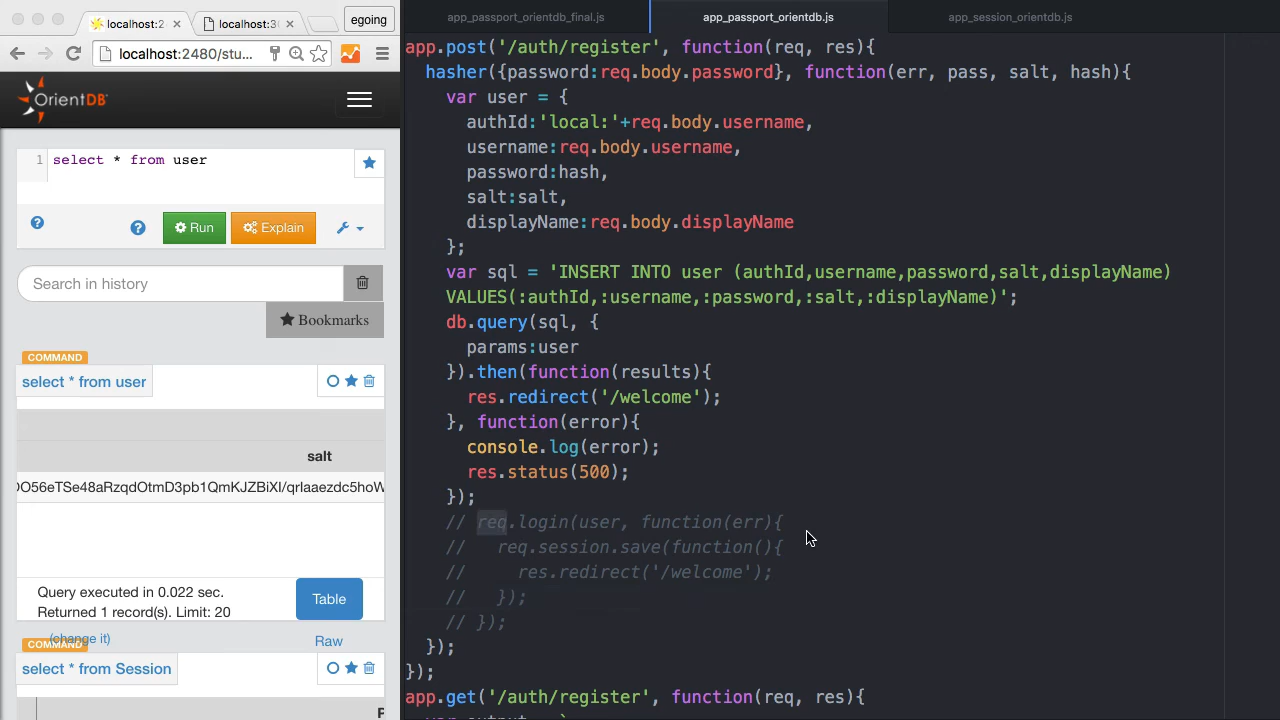 localhost:2
localhost:30
egoing
localhost:2480/stu...
OrientDB
1 select * from user
Run
Explain
Search in history
Bookmarks
COMMAND
select * from user
salt
O56eTSe48aRzqdOtmD3pb1QmKJZBiXl/qrlaaezdc5hoW
Query executed in 0.022 sec.
Returned 1 record(s). Limit: 20
(change it)
Table
Raw
COMMAND
select * from Session
app_passport_orientdb_final.js
app_passport_orientdb.js
app_session_orientdb.js
app.post('/auth/register', function(req, res){
hasher({password:req.body.password}, function(err, pass, salt, hash){
var user = {
authId:'local:'+req.body.username,
username:req.body.username,
password:hash,
salt:salt,
displayName:req.body.displayName
};
var sql = 'INSERT INTO user (authId,username,password,salt,displayName)
VALUES(:authId,:username,:password,:salt,:displayName)';
db.query(sql, {
params:user
}).then(function(results){
res.redirect('/welcome');
}, function(error){
console.log(error);
res.status(500);
});
// req.login(user, function(err){
//   req.session.save(function(){
//     res.redirect('/welcome');
//   });
// });
});
});
app.get('/auth/register', function(req, res){
var output = `